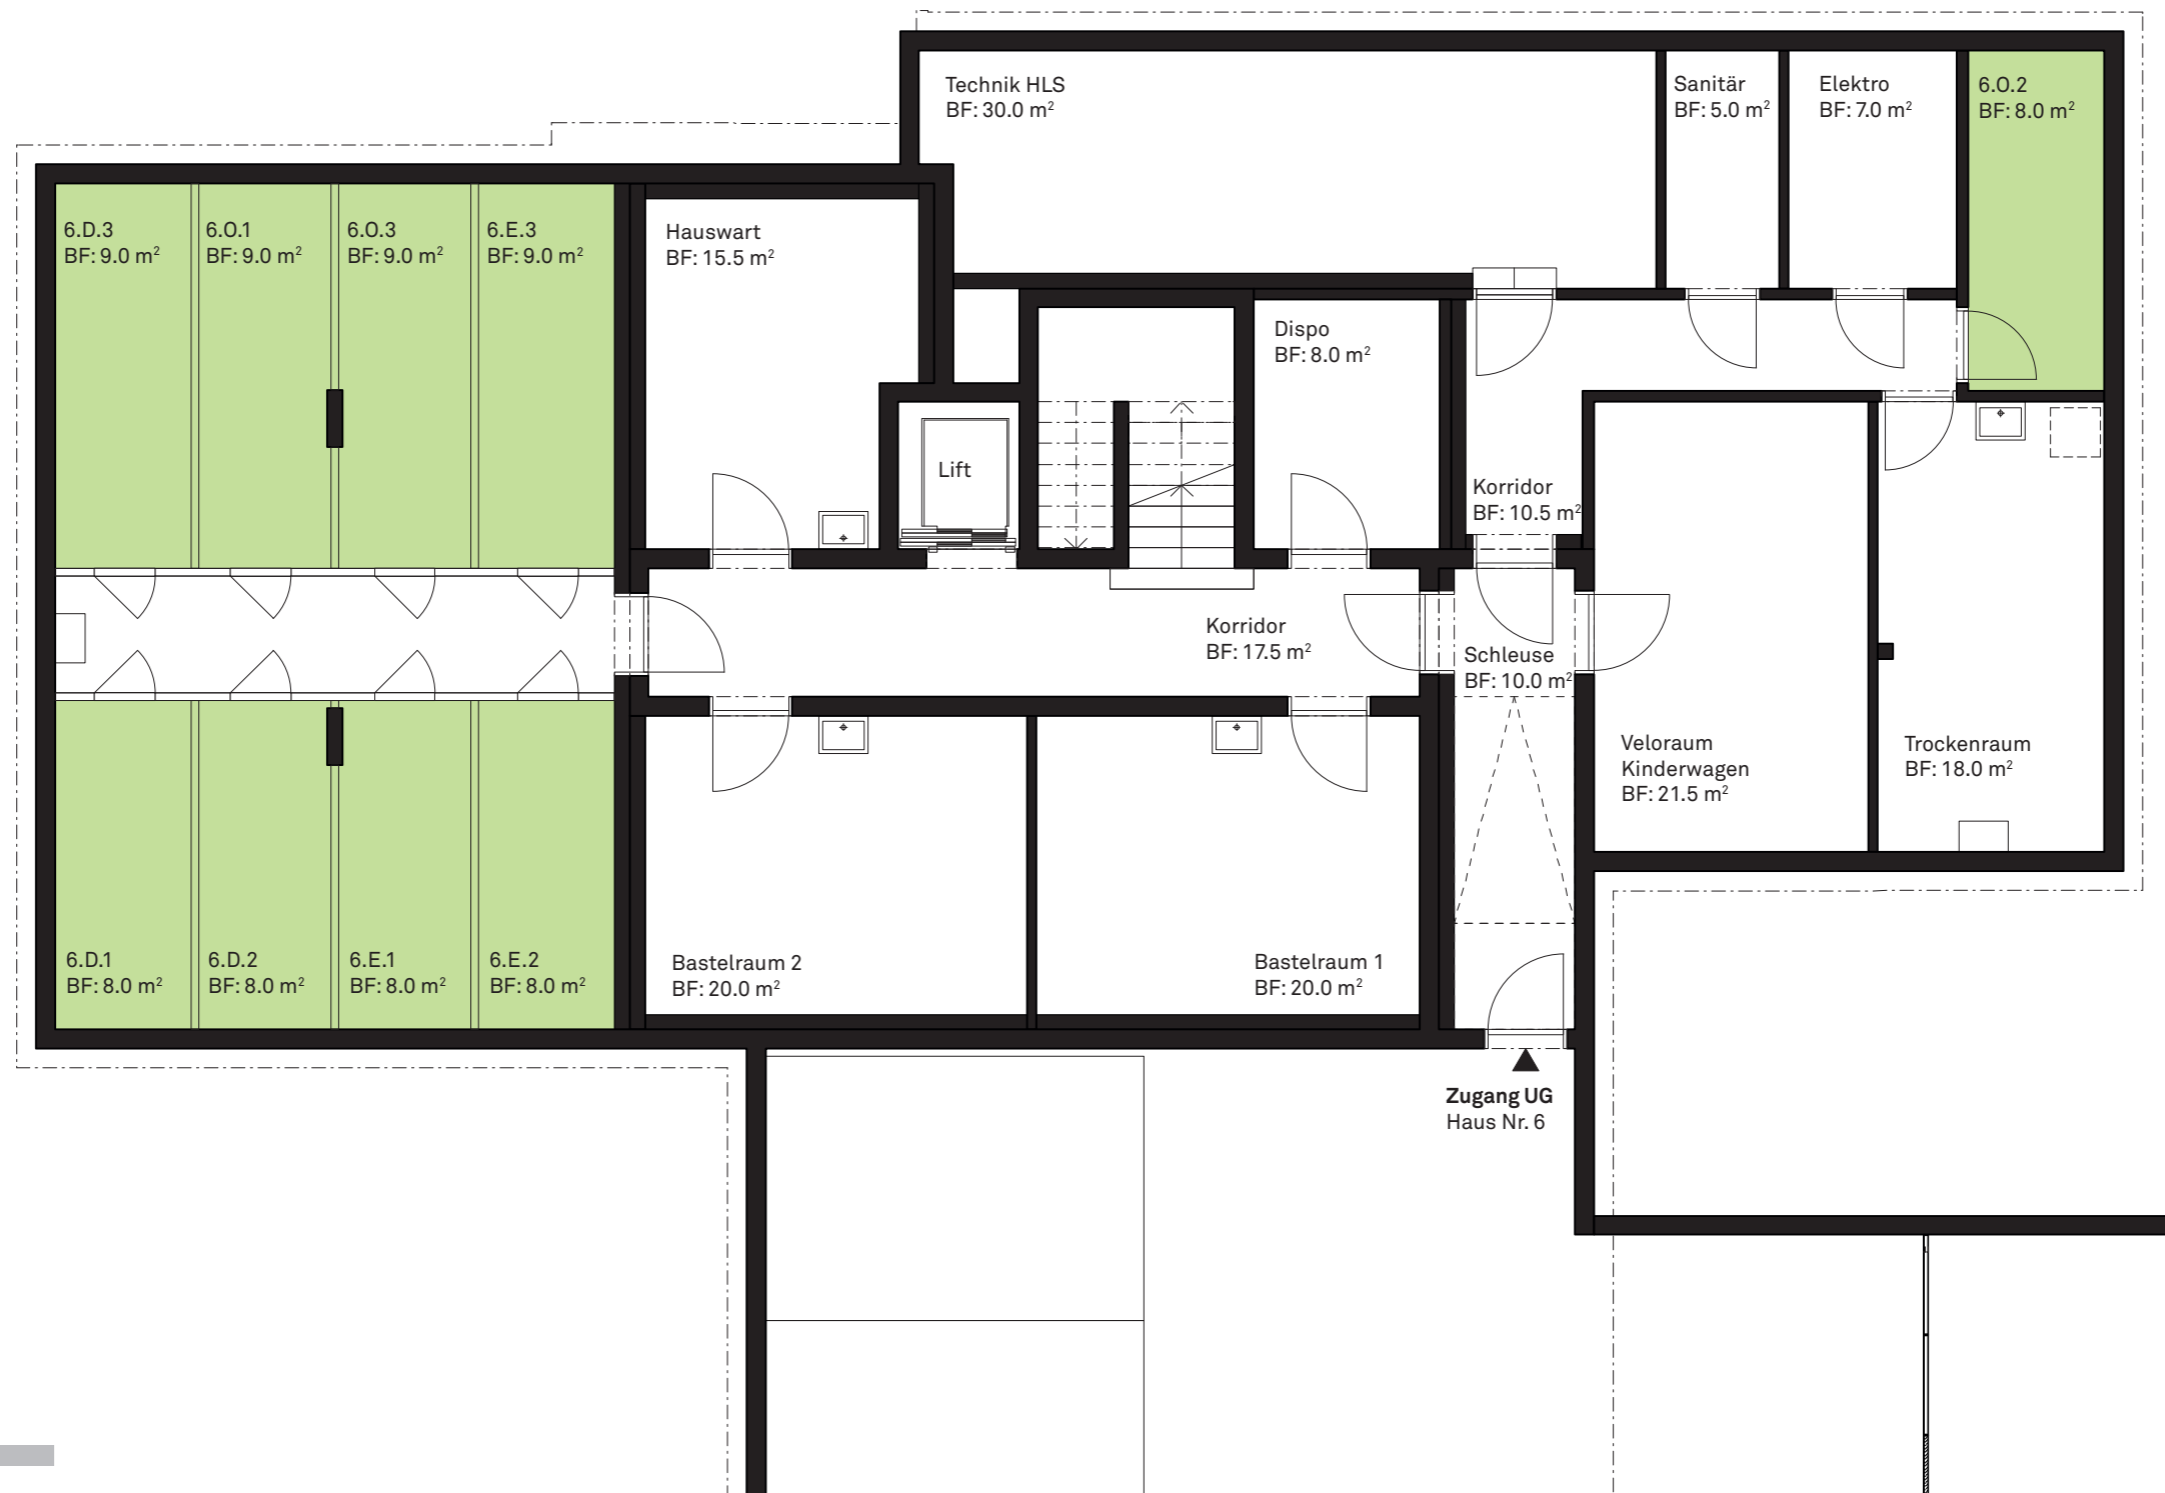 Technik HLS
BF: 30.0 m²
Sanitär
BF: 5.0 m²
Elektro
BF: 7.0 m²
6.O.2
BF: 8.0 m²
6.D.3
BF: 9.0 m²
6.O.1
BF: 9.0 m²
6.O.3
BF: 9.0 m²
6.E.3
BF: 9.0 m²
Hauswart
BF: 15.5 m²
Dispo
BF: 8.0 m²
Lift
Korridor
BF: 10.5 m²
Korridor
BF: 17.5 m²
Schleuse
BF: 10.0 m²
Veloraum
Kinderwagen
BF: 21.5 m²
Trockenraum
BF: 18.0 m²
6.D.1
BF: 8.0 m²
6.D.2
BF: 8.0 m²
6.E.1
BF: 8.0 m²
6.E.2
BF: 8.0 m²
Bastelraum 2
BF: 20.0 m²
Bastelraum 1
BF: 20.0 m²
Zugang UG
Haus Nr. 6